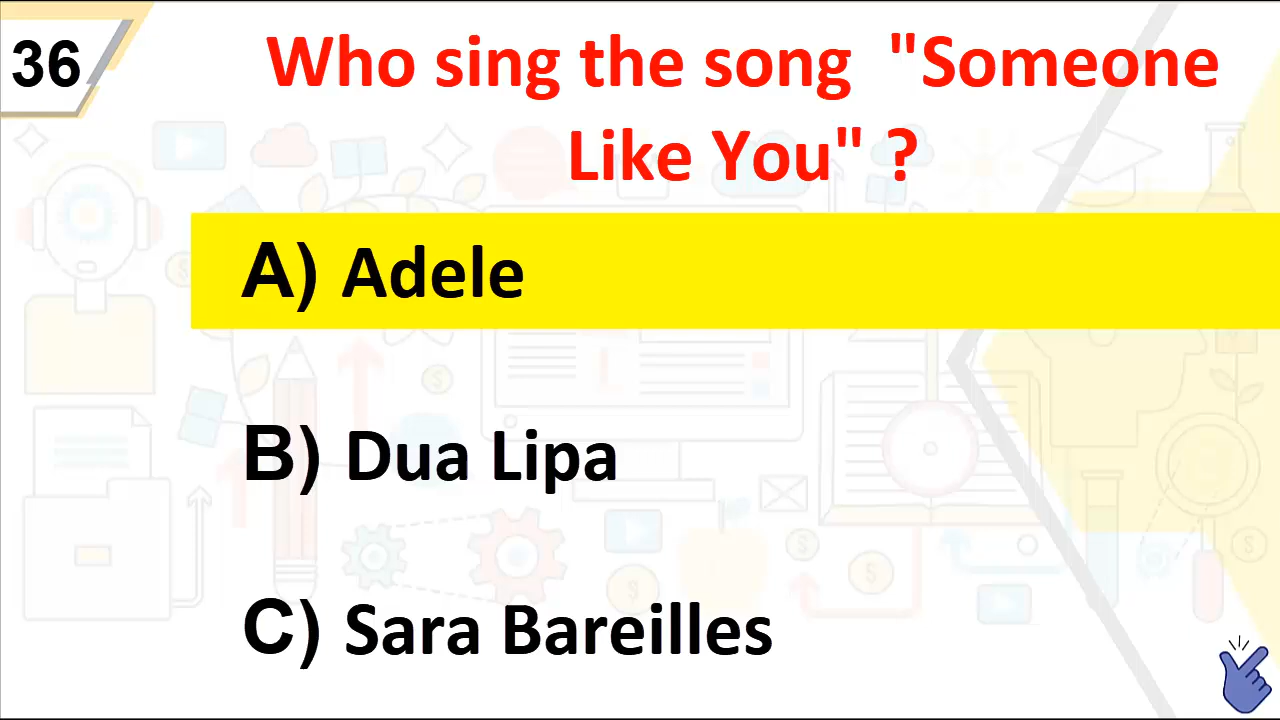 36
Who sing the song "Someone
Like You" ?
A) Adele
B) Dua Lipa
C) Sara Bareilles